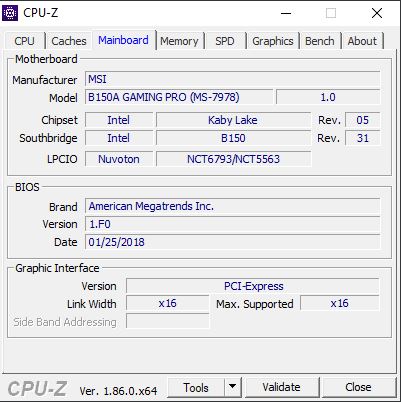 CPU-Z
CPU Caches Mainboard Memory SPD Graphics Bench About
Motherboard
Manufacturer MSI
Model B150A GAMING PRO (MS-7978) 1.0
Chipset Intel Kaby Lake Rev. 05
Southbridge Intel B150 Rev. 31
LPCIO Nuvoton NCT6793/NCT5563
BIOS
Brand American Megatrends Inc.
Version 1.F0
Date 01/25/2018
Graphic Interface
Version PCI-Express
Link Width x16 Max. Supported x16
Side Band Addressing
CPU-Z Ver. 1.86.0.x64 Tools Validate Close